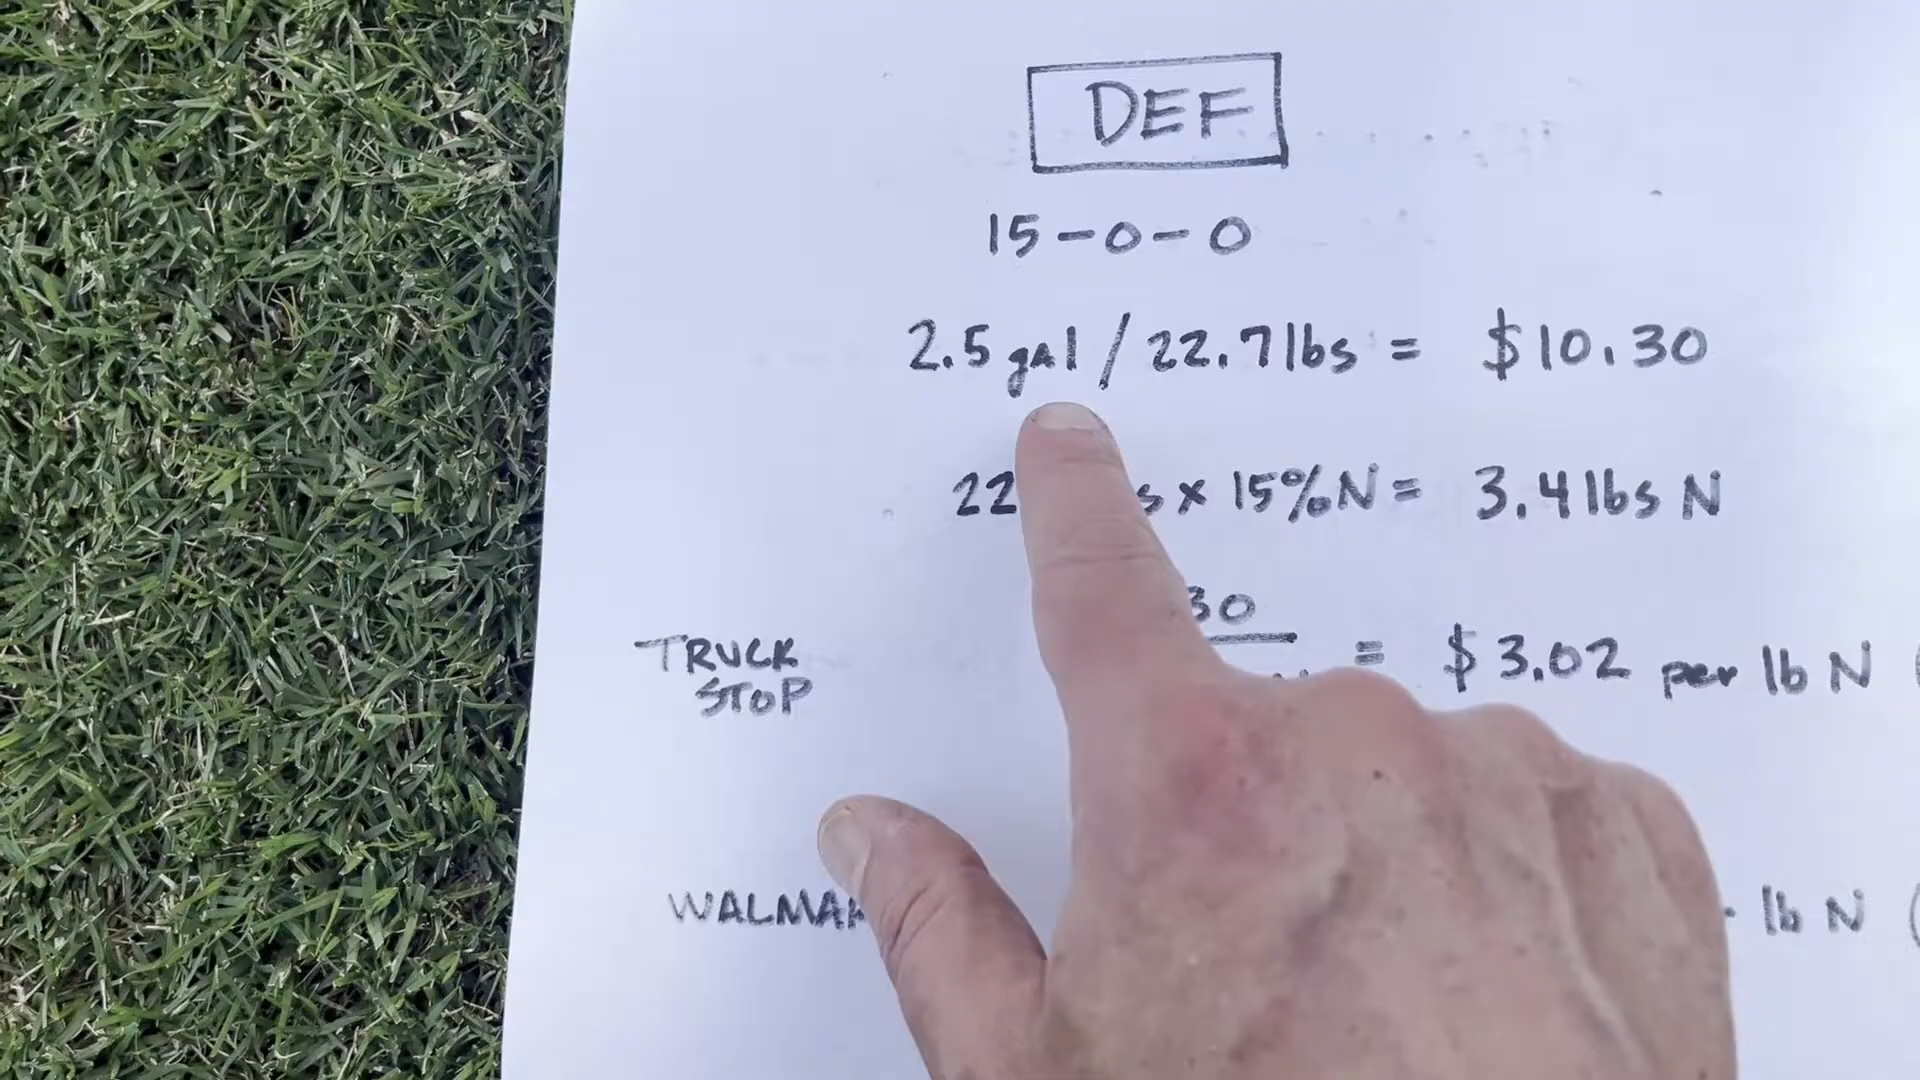 DEF
15-0-0
2.5 gal / 22.7 lbs = $10.30
22 s x 15% N = 3.4 lbs N
TRUCK STOP
30 = $3.02 per lb N
lb N